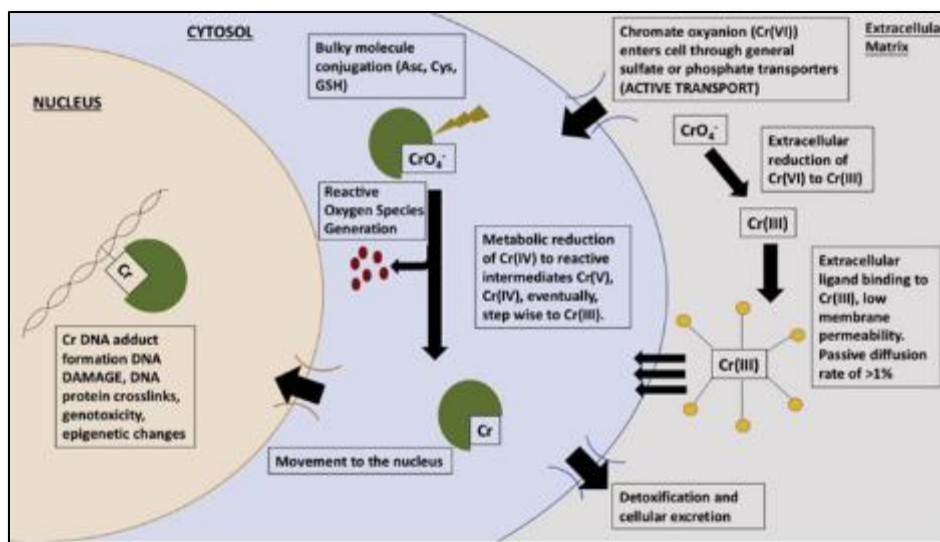 CYTOSOL
NUCLEUS
Bulky molecule
conjugation (Asc, Cys,
GSH)
CrO₄⁻
Reactive
Oxygen Species
Generation
Chromate oxyanion (Cr(VI))
enters cell through general
sulfate or phosphate transporters
(ACTIVE TRANSPORT)
Extracellular
Matrix
CrO₄⁻
Extracellular
reduction of
Cr(VI) to Cr(III)
Cr(III)
Metabolic reduction
of Cr(IV) to reactive
intermediates Cr(V),
Cr(IV), eventually,
step wise to Cr(III).
Extracellular
ligand binding to
Cr(III), low
membrane
permeability.
Passive diffusion
rate of >1%
Cr(III)
Cr
Cr DNA adduct
formation DNA
DAMAGE, DNA
protein crosslinks,
genotoxicity,
epigenetic changes
Cr
Movement to the nucleus
Detoxification and
cellular excretion